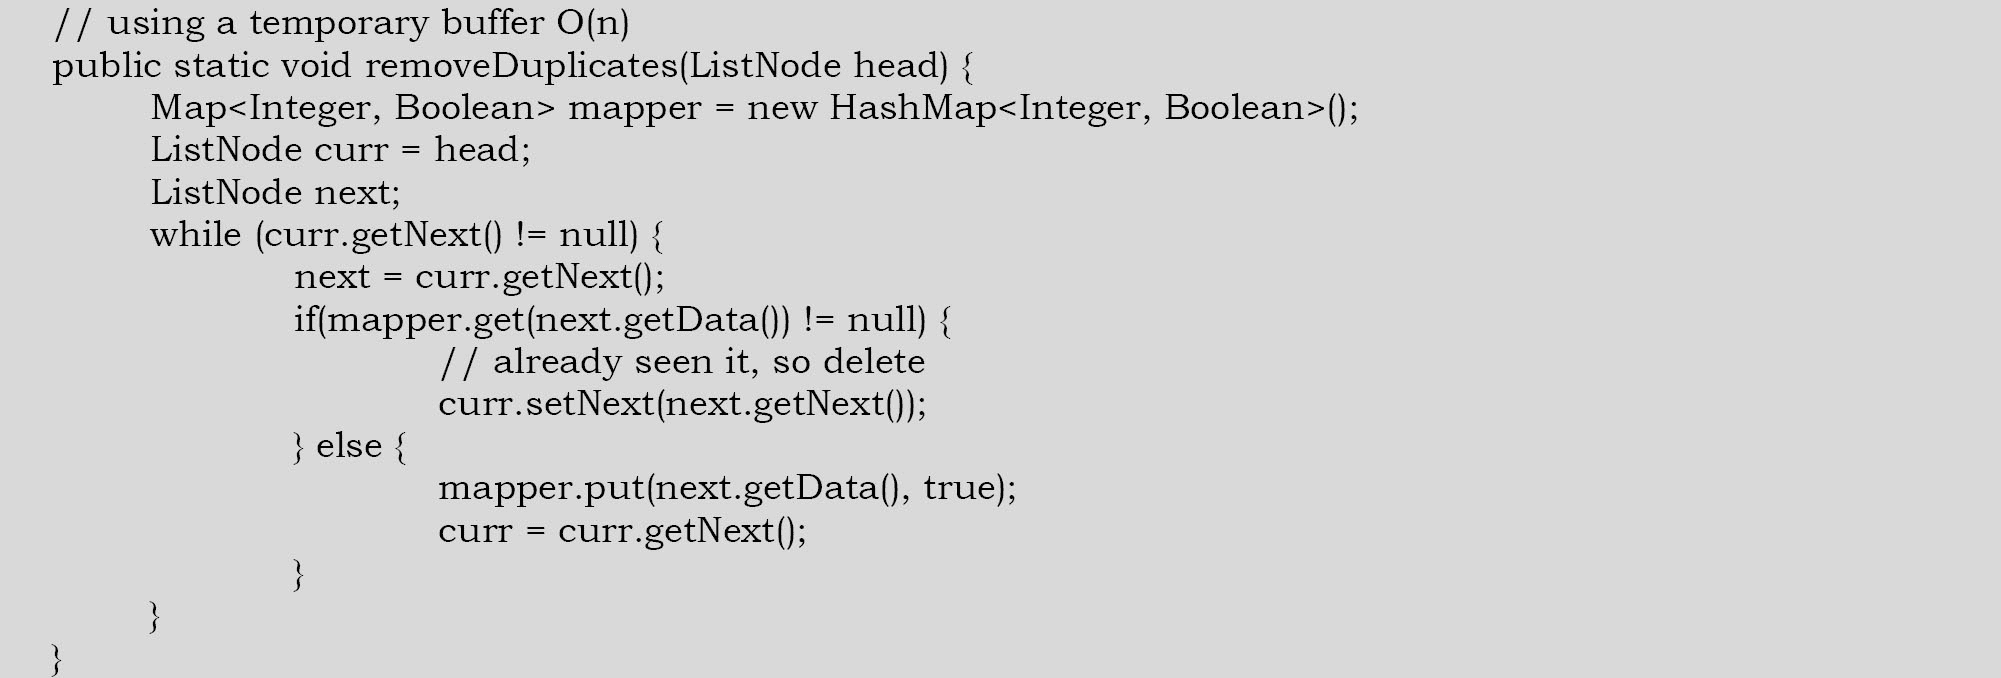 // using a temporary buffer O(n)
public static void removeDuplicates(ListNode head) {
Map<Integer, Boolean> mapper = new HashMap<Integer, Boolean>();
ListNode curr = head;
ListNode next;
while (curr.getNext() != null) {
next = curr.getNext();
if(mapper.get(next.getData()) != null) {
// already seen it, so delete
curr.setNext(next.getNext());
} else {
mapper.put(next.getData(), true);
curr = curr.getNext();
}
}
}